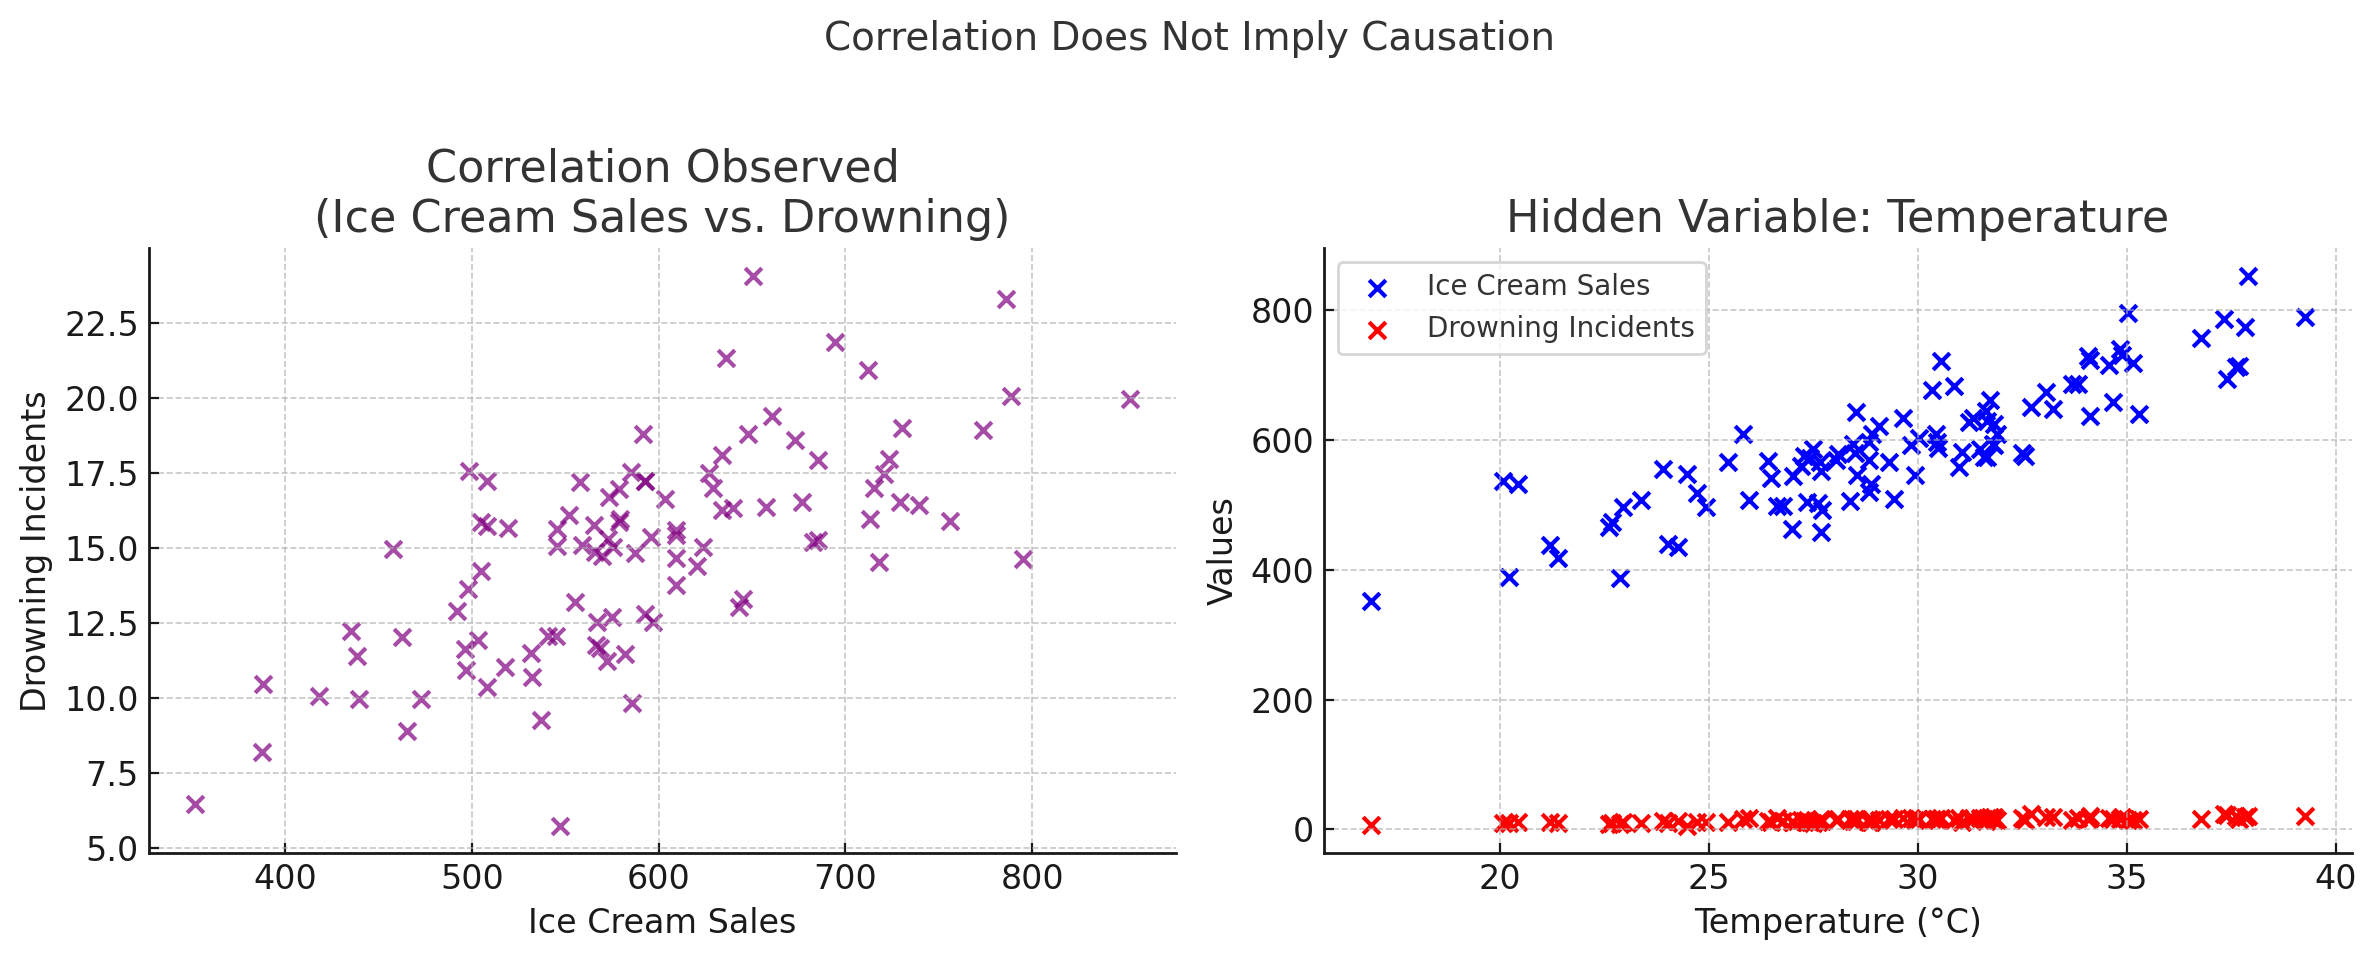 Correlation Does Not Imply Causation
Correlation Observed
(Ice Cream Sales vs. Drowning)
Drowning Incidents
22.5
20.0
17.5
15.0
12.5
10.0
7.5
5.0
400 500 600 700 800
Ice Cream Sales
Hidden Variable: Temperature
Ice Cream Sales
Drowning Incidents
Values
800
600
400
200
0
20 25 30 35 40
Temperature (°C)